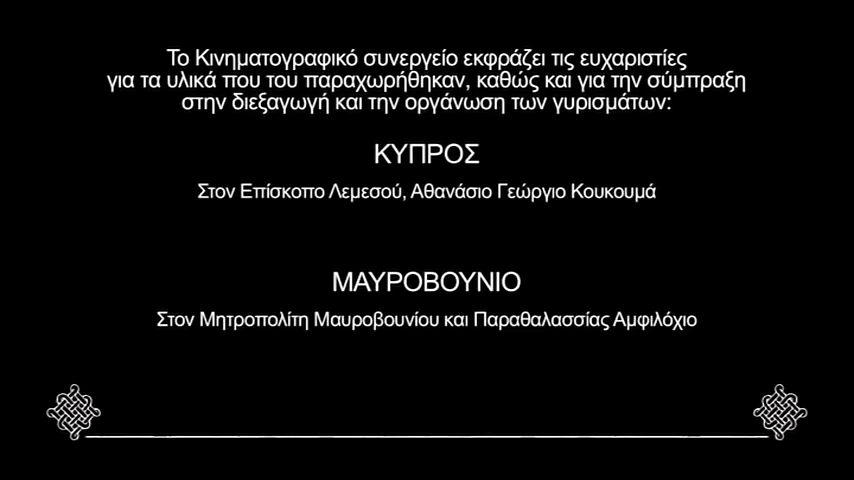 Το Κινηματογραφικό συνεργείο εκφράζει τις ευχαριστίες
για τα υλικά που του παραχωρήθηκαν, καθώς και για την σύμπραξη
στην διεξαγωγή και την οργάνωση των γυρισμάτων:
ΚΥΠΡΟΣ
Στον Επίσκοπο Λεμεσού, Αθανάσιο Γεώργιο Κουκουμά
ΜΑΥΡΟΒΟΥΝΙΟ
Στον Μητροπολίτη Μαυροβουνίου και Παραθαλασσίας Αμφιλόχιο